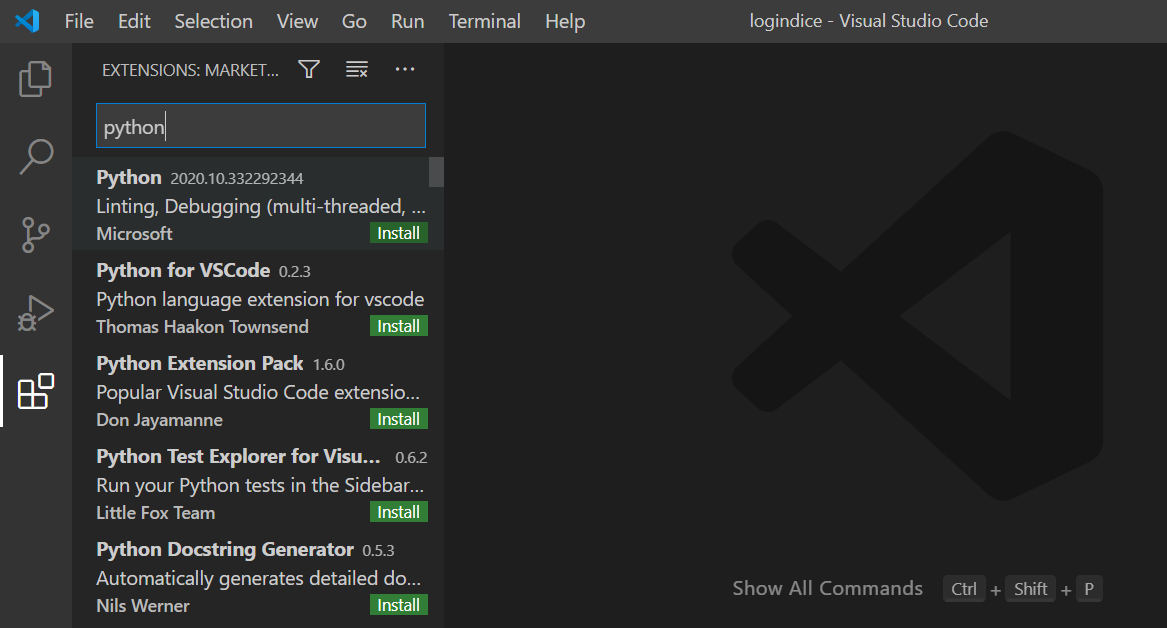 File Edit Selection View Go Run Terminal Help logindice - Visual Studio Code
EXTENSIONS: MARKET...
python
Python 2020.10.332292344
Linting, Debugging (multi-threaded, ...
Microsoft Install
Python for VSCode 0.2.3
Python language extension for vscode
Thomas Haakon Townsend Install
Python Extension Pack 1.6.0
Popular Visual Studio Code extensio...
Don Jayamanne Install
Python Test Explorer for Visu... 0.6.2
Run your Python tests in the Sidebar...
Little Fox Team Install
Python Docstring Generator 0.5.3
Automatically generates detailed do...
Nils Werner Install
Show All Commands Ctrl + Shift + P